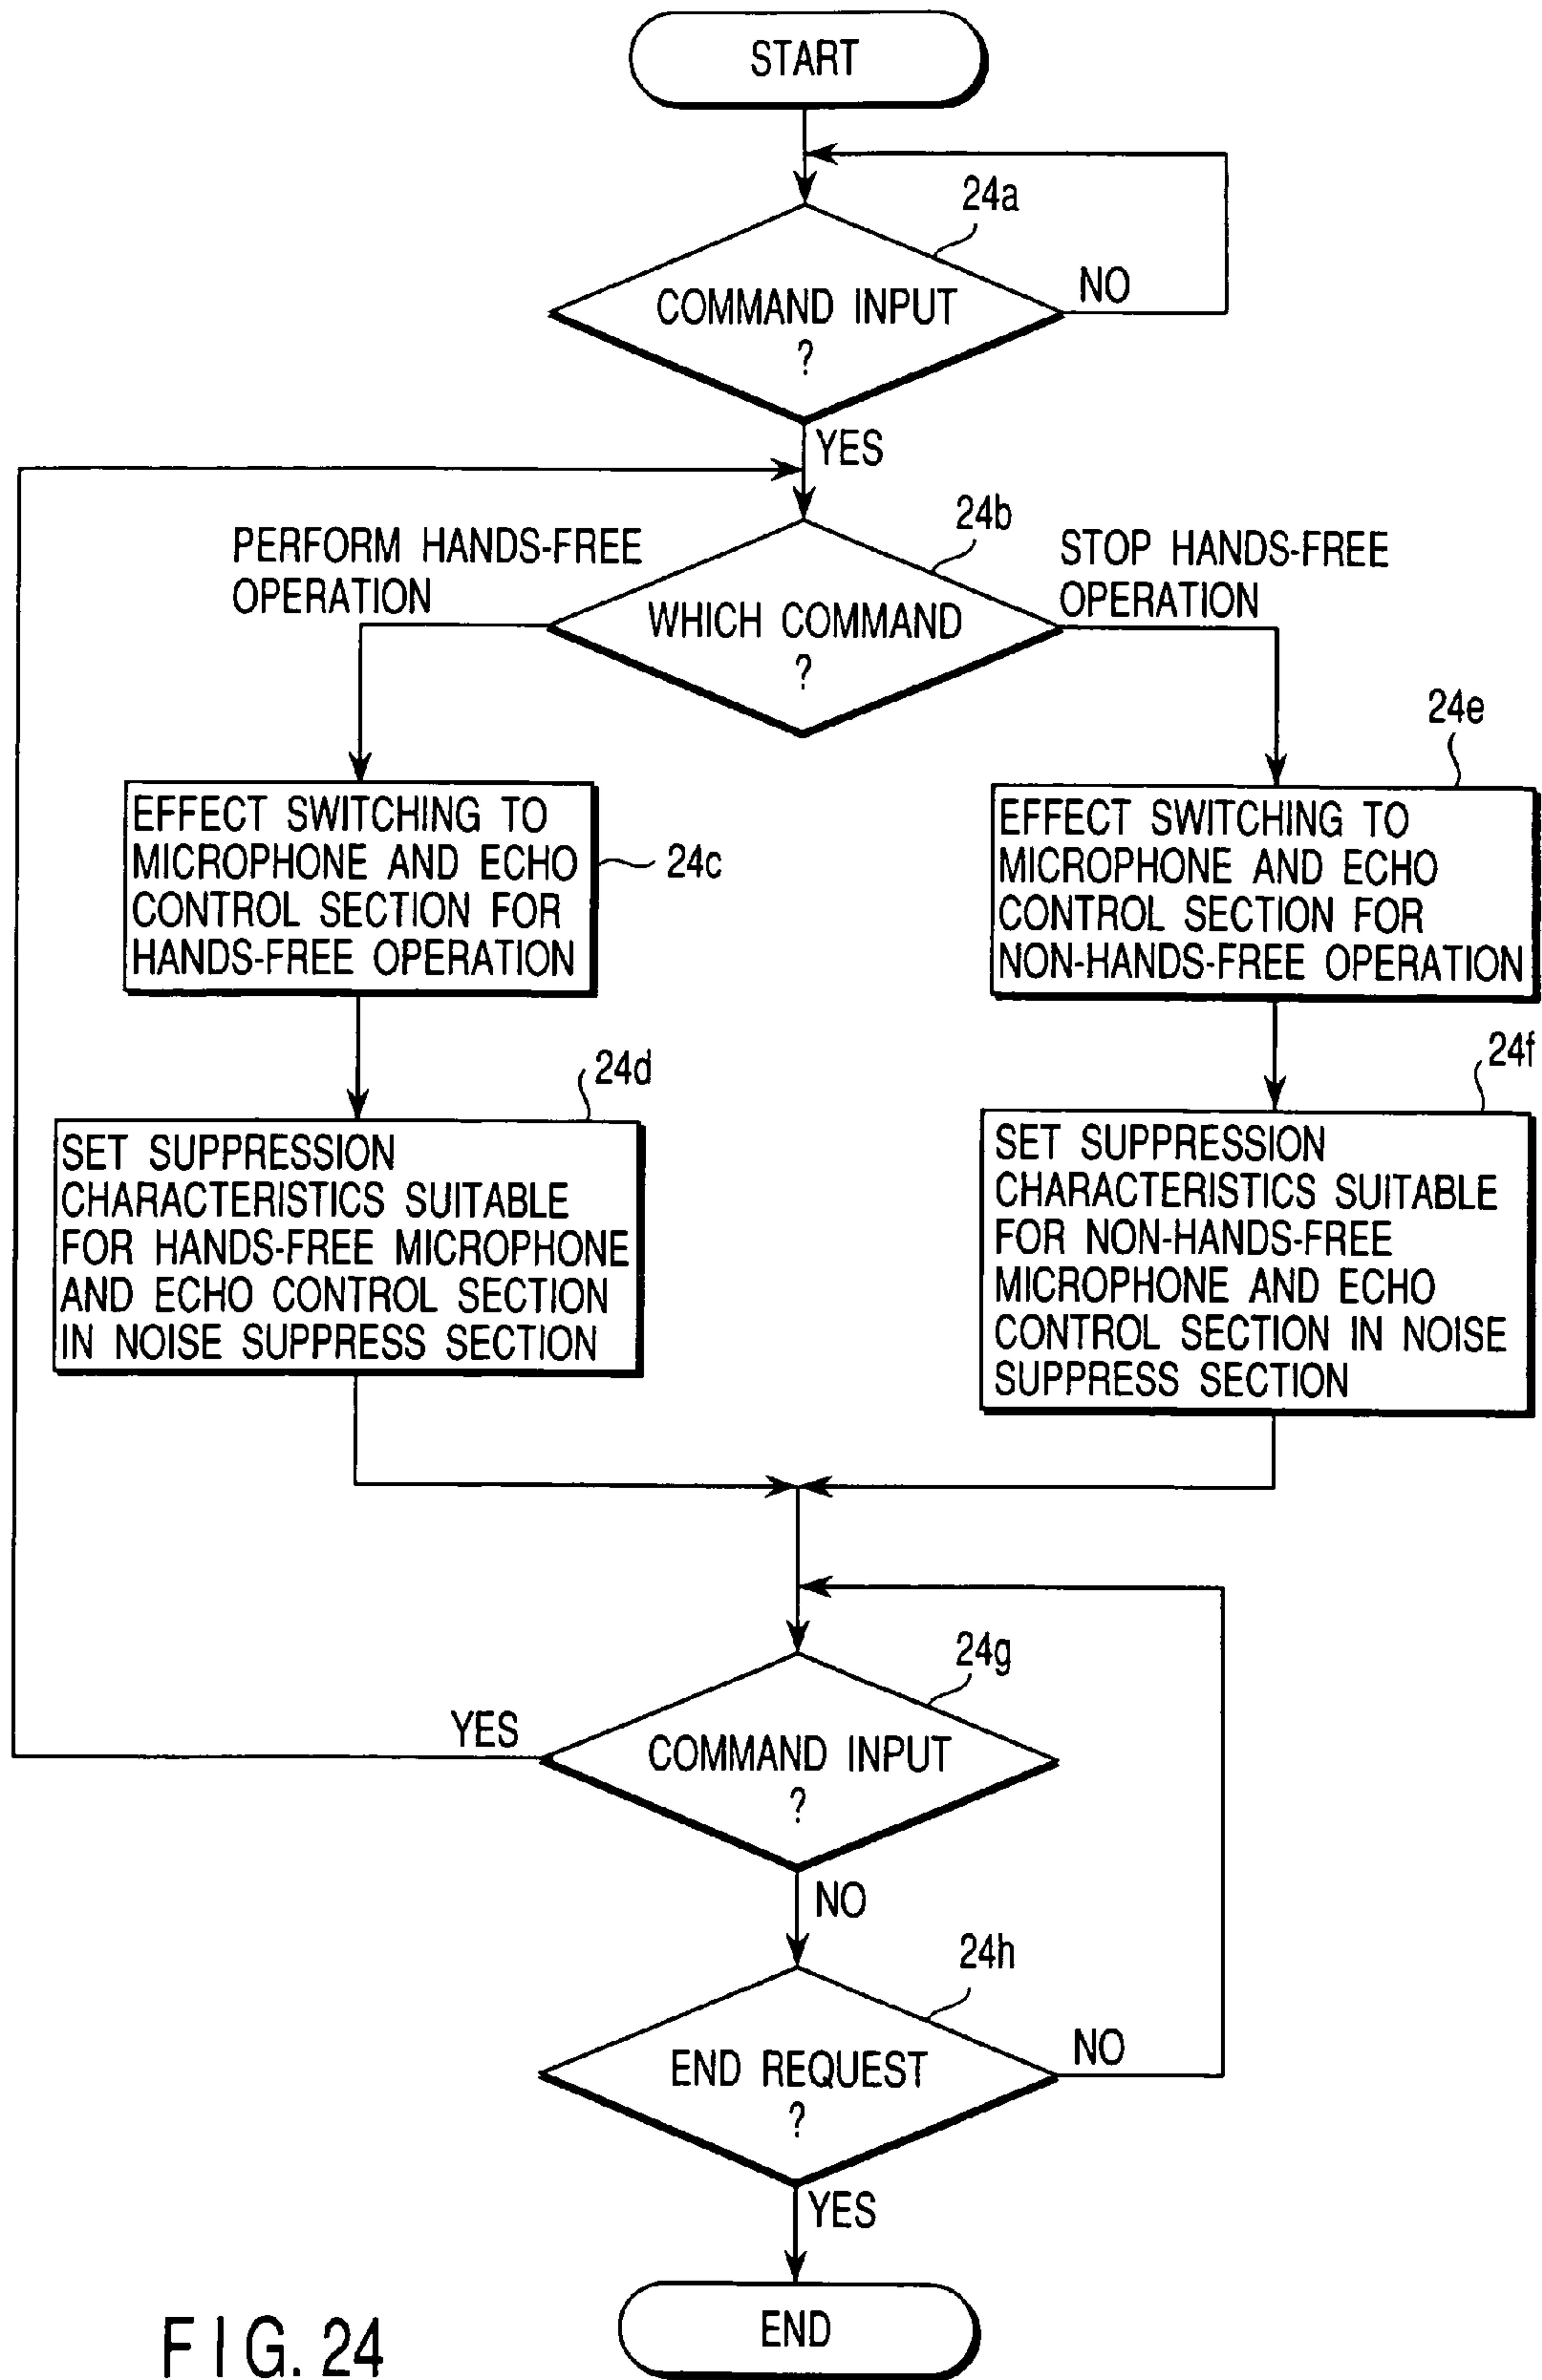 START
24a
COMMAND INPUT
?
NO
YES
24b
PERFORM HANDS-FREE
OPERATION
STOP HANDS-FREE
OPERATION
WHICH COMMAND
?
24e
EFFECT SWITCHING TO
MICROPHONE AND ECHO
CONTROL SECTION FOR
HANDS-FREE OPERATION
24c
EFFECT SWITCHING TO
MICROPHONE AND ECHO
CONTROL SECTION FOR
NON-HANDS-FREE OPERATION
24d
SET SUPPRESSION
CHARACTERISTICS SUITABLE
FOR HANDS-FREE MICROPHONE
AND ECHO CONTROL SECTION
IN NOISE SUPPRESS SECTION
24f
SET SUPPRESSION
CHARACTERISTICS SUITABLE
FOR NON-HANDS-FREE
MICROPHONE AND ECHO
CONTROL SECTION IN NOISE
SUPPRESS SECTION
24g
YES
COMMAND INPUT
?
NO
24h
END REQUEST
?
NO
YES
END
FIG. 24